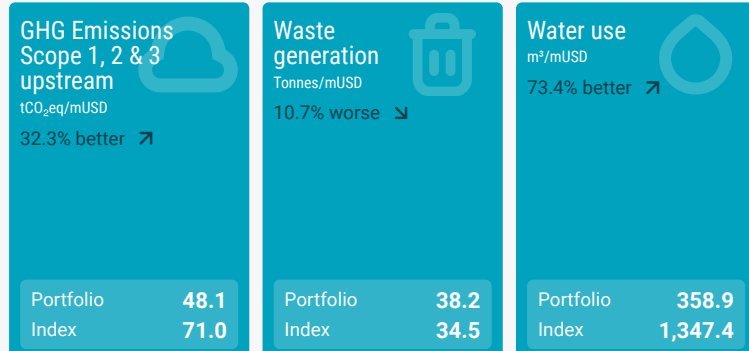 GHG Emissions
Scope 1, 2 & 3
upstream
tCO₂eq/mUSD
32.3% better
Portfolio 48.1
Index 71.0
Waste
generation
Tonnes/mUSD
10.7% worse
Portfolio 38.2
Index 34.5
Water use
m³/mUSD
73.4% better
Portfolio 358.9
Index 1,347.4